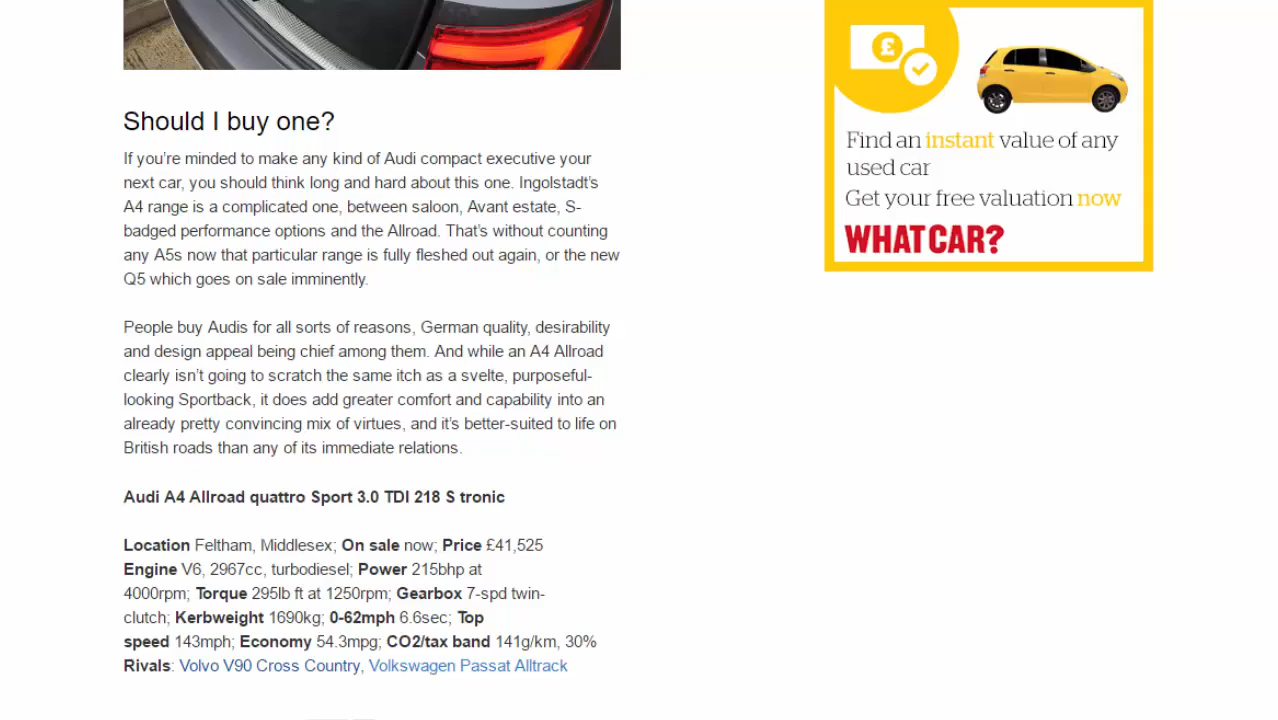 Should I buy one?
If you’re minded to make any kind of Audi compact executive your
next car, you should think long and hard about this one. Ingolstadt’s
A4 range is a complicated one, between saloon, Avant estate, S-
badged performance options and the Allroad. That’s without counting
any A5s now that particular range is fully fleshed out again, or the new
Q5 which goes on sale imminently.
People buy Audis for all sorts of reasons, German quality, desirability
and design appeal being chief among them. And while an A4 Allroad
clearly isn’t going to scratch the same itch as a svelte, purposeful-
looking Sportback, it does add greater comfort and capability into an
already pretty convincing mix of virtues, and it’s better-suited to life on
British roads than any of its immediate relations.
Audi A4 Allroad quattro Sport 3.0 TDI 218 S tronic
Location Feltham, Middlesex; On sale now; Price £41,525
Engine V6, 2967cc, turbodiesel; Power 215bhp at
4000rpm; Torque 295lb ft at 1250rpm; Gearbox 7-spd twin-
clutch; Kerbweight 1690kg; 0-62mph 6.6sec; Top
speed 143mph; Economy 54.3mpg; CO2/tax band 141g/km, 30%
Rivals: Volvo V90 Cross Country, Volkswagen Passat Alltrack
£
Find an instant value of any
used car
Get your free valuation now
WHAT CAR?